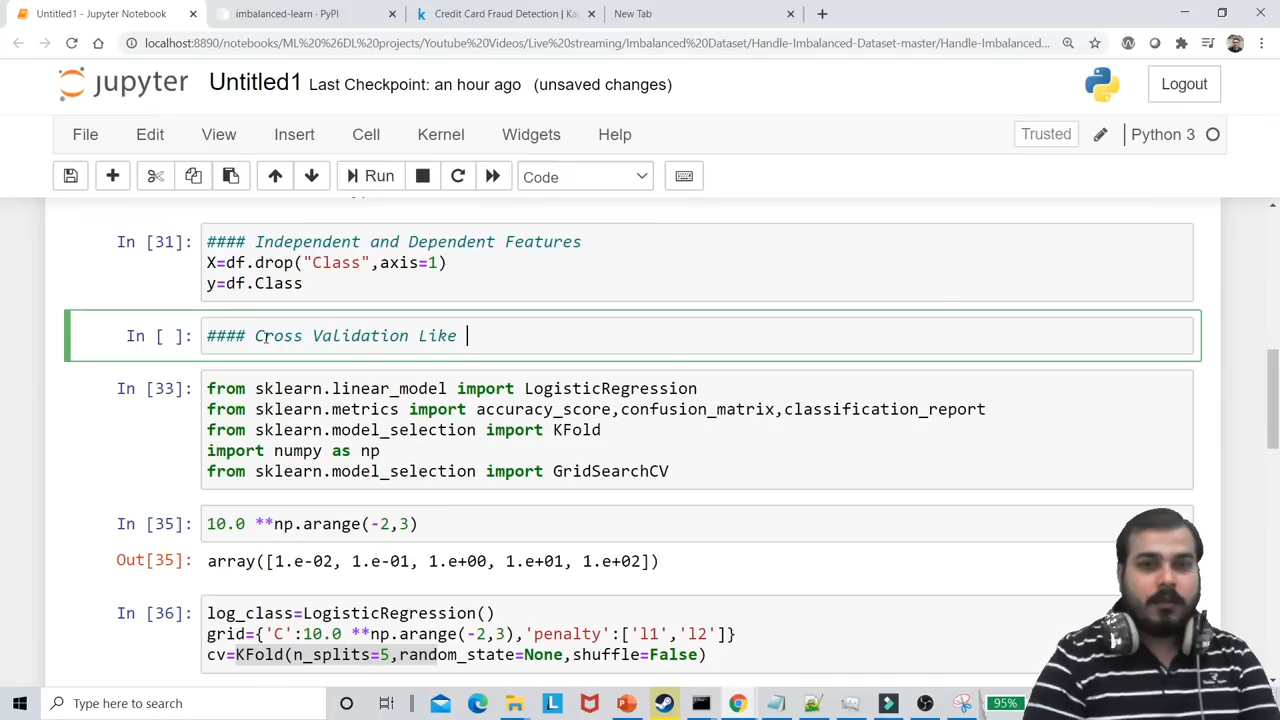 Untitled1 - Jupyter Notebook
imbalanced-learn · PyPI
Credit Card Fraud Detection | Ka
New Tab
localhost:8890/notebooks/ML%20%26%20DL%20projects/Youtube%20Videos/Live%20streaming/Imbalanced%20Dataset/Handle-Imbalanced-Dataset-master/Handle-Imbalanced...
jupyter Untitled1 Last Checkpoint: an hour ago (unsaved changes)
Logout
File Edit View Insert Cell Kernel Widgets Help
Trusted Python 3
Run Code
In [31]: #### Independent and Dependent Features
X=df.drop("Class",axis=1)
y=df.Class
In [ ]: #### Cross Validation Like
In [33]: from sklearn.linear_model import LogisticRegression
from sklearn.metrics import accuracy_score,confusion_matrix,classification_report
from sklearn.model_selection import KFold
import numpy as np
from sklearn.model_selection import GridSearchCV
In [35]: 10.0 **np.arange(-2,3)
Out[35]: array([1.e-02, 1.e-01, 1.e+00, 1.e+01, 1.e+02])
In [36]: log_class=LogisticRegression()
grid={'C':10.0 **np.arange(-2,3),'penalty':['l1','l2']}
cv=KFold(n_splits=5,random_state=None,shuffle=False)
Type here to search
95%